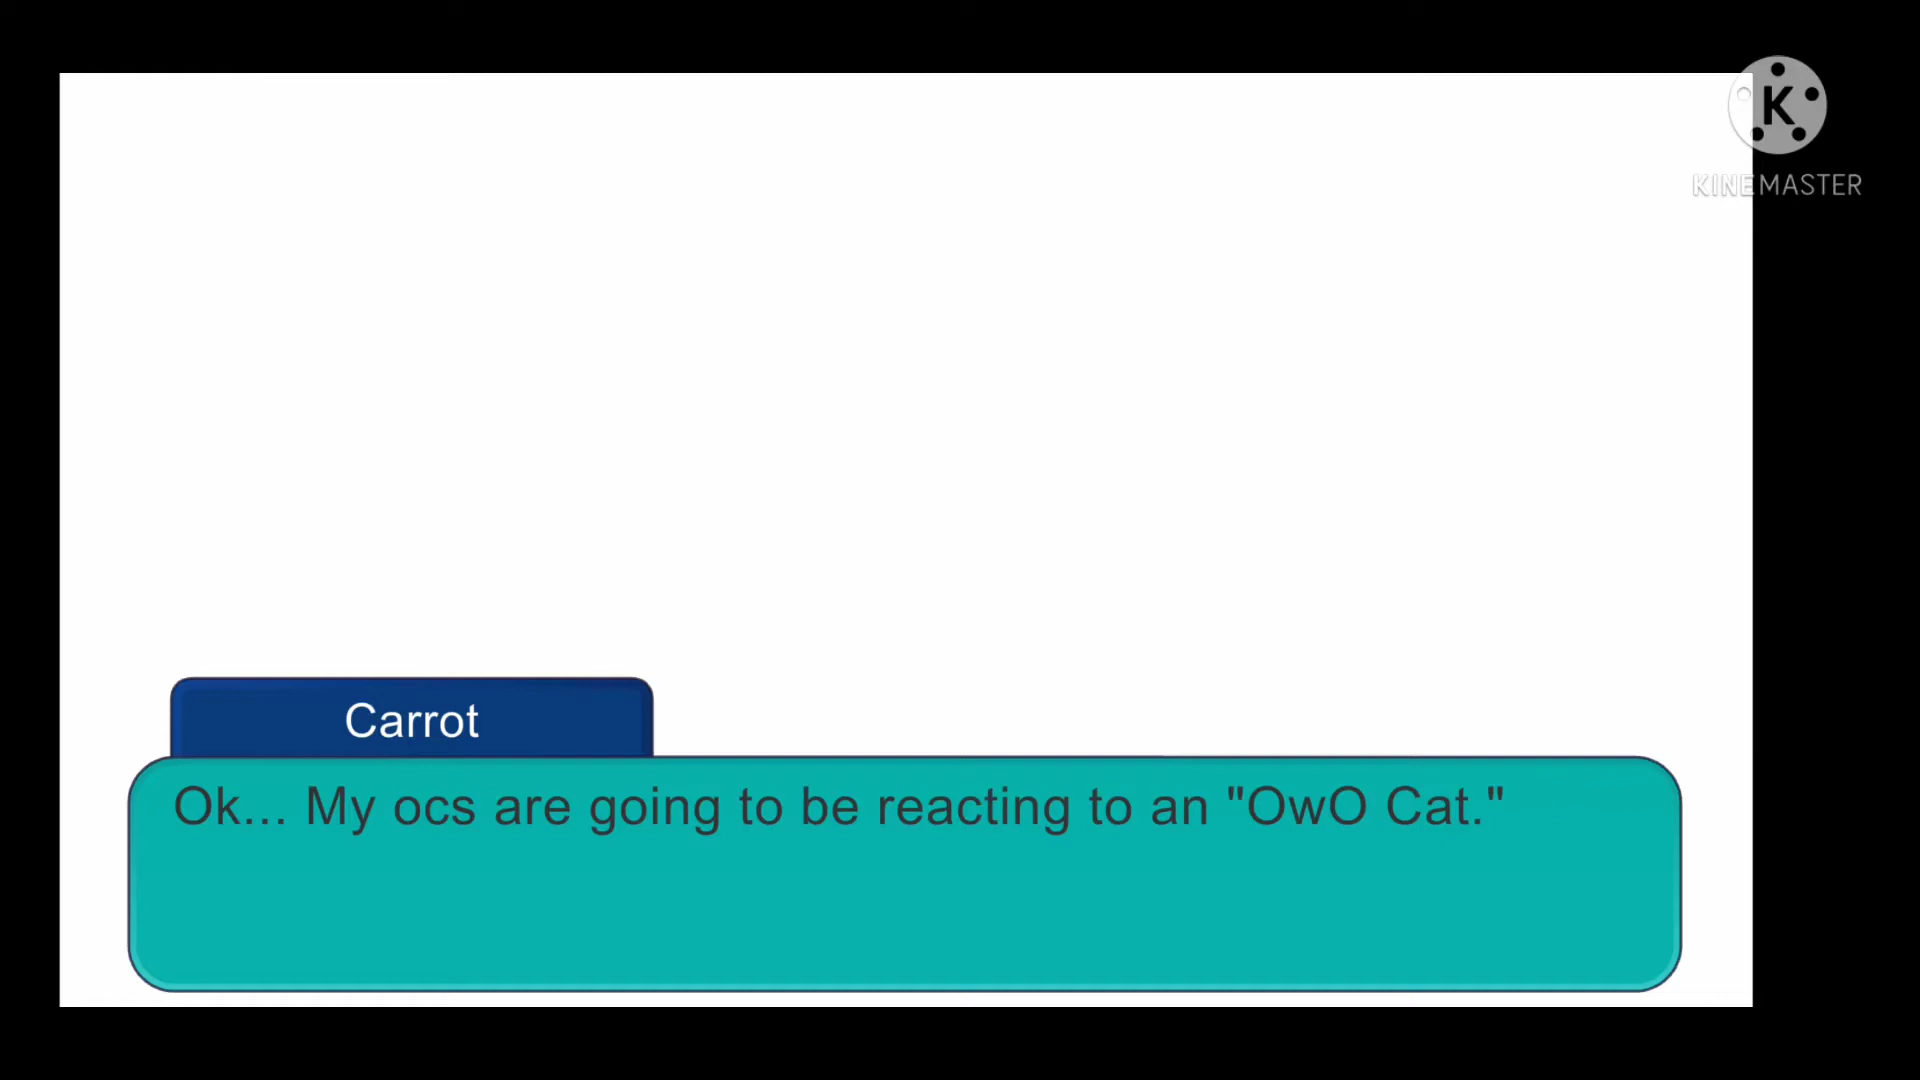 K
KINEMASTER
Carrot
Ok... My ocs are going to be reacting to an "OwO Cat."